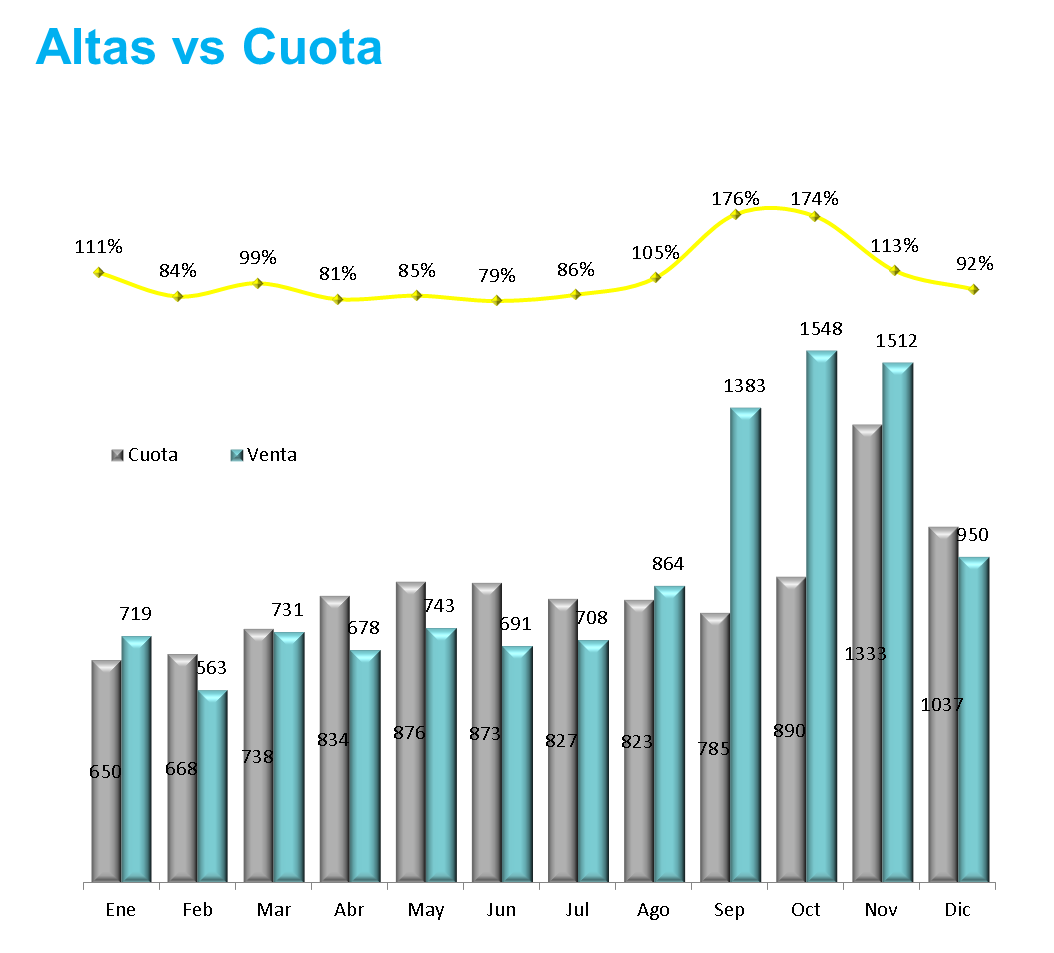 Altas vs Cuota
176% 174%
111% 84% 99% 81% 85% 79% 86% 105% 113% 92%
1548
1512
1383
Cuota Venta
719 563 731 678 743 691 708 864 950
650 668 738 834 876 873 827 823 785 890 1333 1037
Ene Feb Mar Abr May Jun Jul Ago Sep Oct Nov Dic